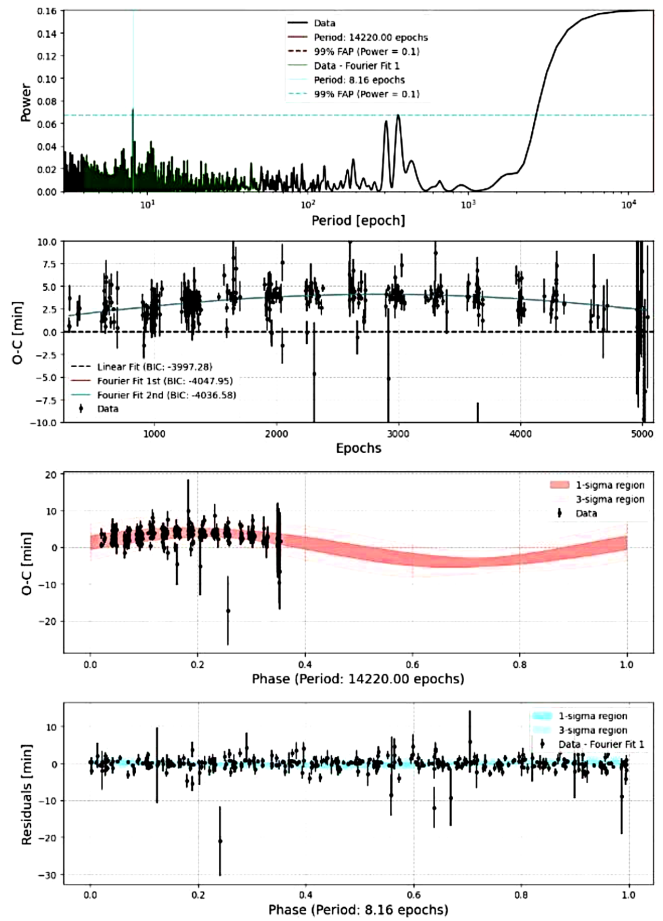 0.16
0.14
0.12
0.10
0.08
0.06
0.04
0.02
0.00
Power
Data
Period: 14220.00 epochs
99% FAP (Power = 0.1)
Data - Fourier Fit 1
Period: 8.16 epochs
99% FAP (Power = 0.1)
10¹ 10² 10³ 10⁴
Period [epoch]
10.0
7.5
5.0
2.5
0.0
−2.5
−5.0
−7.5
−10.0
O-C [min]
Linear Fit (BIC: -3997.28)
Fourier Fit 1st (BIC: -4047.95)
Fourier Fit 2nd (BIC: -4036.58)
Data
1000 2000 3000 4000 5000
Epochs
20
10
0
−10
−20
O-C [min]
1-sigma region
3-sigma region
Data
0.0 0.2 0.4 0.6 0.8 1.0
Phase (Period: 14220.00 epochs)
10
0
−10
−20
−30
Residuals [min]
1-sigma region
3-sigma region
Data - Fourier Fit 1
0.0 0.2 0.4 0.6 0.8 1.0
Phase (Period: 8.16 epochs)